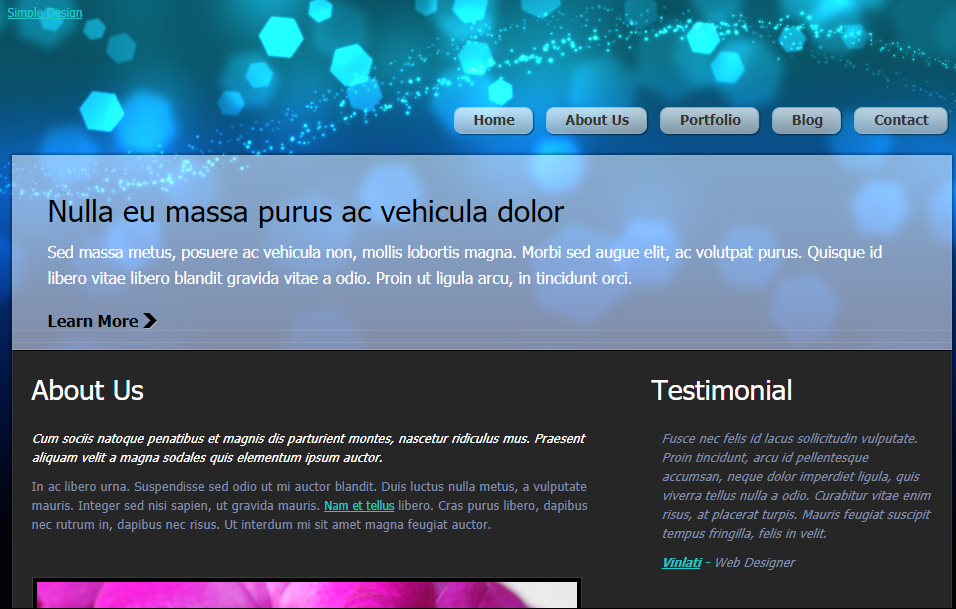 Simple Design
Home About Us Portfolio Blog Contact
Nulla eu massa purus ac vehicula dolor
Sed massa metus, posuere ac vehicula non, mollis lobortis magna. Morbi sed augue elit, ac volutpat purus. Quisque id
libero vitae libero blandit gravida vitae a odio. Proin ut ligula arcu, in tincidunt orci.
Learn More
About Us
Cum sociis natoque penatibus et magnis dis parturient montes, nascetur ridiculus mus. Praesent
aliquam velit a magna sodales quis elementum ipsum auctor.
In ac libero urna. Suspendisse sed odio ut mi auctor blandit. Duis luctus nulla metus, a vulputate
mauris. Integer sed nisi sapien, ut gravida mauris. Nam et tellus libero. Cras purus libero, dapibus
nec rutrum in, dapibus nec risus. Ut interdum mi sit amet magna feugiat auctor.
Testimonial
Fusce nec felis id lacus sollicitudin vulputate.
Proin tincidunt, arcu id pellentesque
accumsan, neque dolor imperdiet ligula, quis
viverra tellus nulla a odio. Curabitur vitae enim
risus, at placerat turpis. Mauris feugiat suscipit
tempus fringilla, felis in velit.
Vinlati - Web Designer